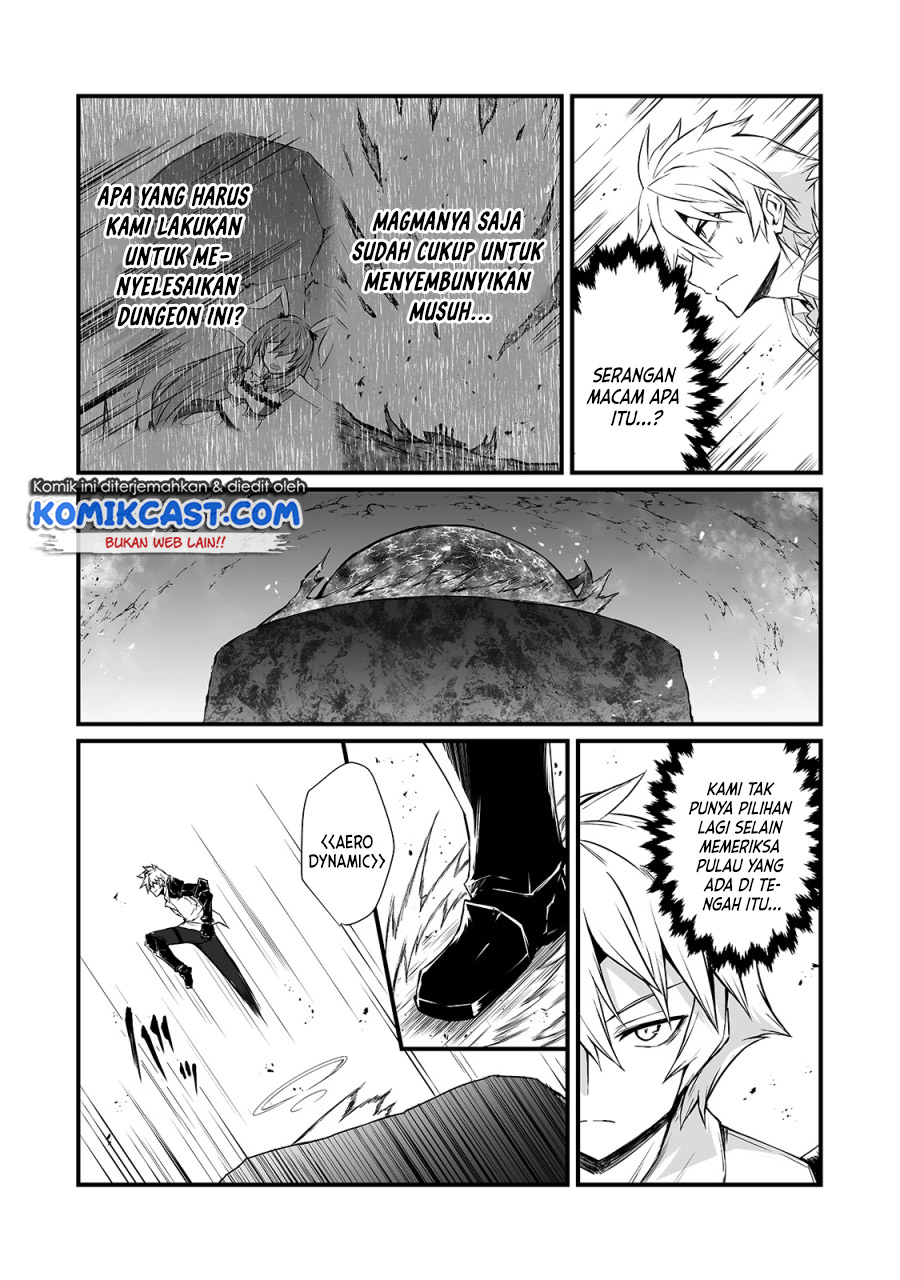 SERANGAN
MACAM APA
ITU...?
MAGMANYA SAJA
SUDAH CUKUP UNTUK
MENYEMBUNYIKAN
MUSUH...
APA YANG HARUS
KAMI LAKUKAN
UNTUK ME-
NYELESAIKAN
DUNGEON INI?
Komik ini diterjemahkan & diedit oleh
KOMIKCAST.COM
BUKAN WEB LAIN!!
KAMI TAK
PUNYA PILIHAN
LAGI SELAIN
MEMERIKSA
PULAU YANG
ADA DI TE-
NGAH ITU...
<<AERO
DYNAMIC>>